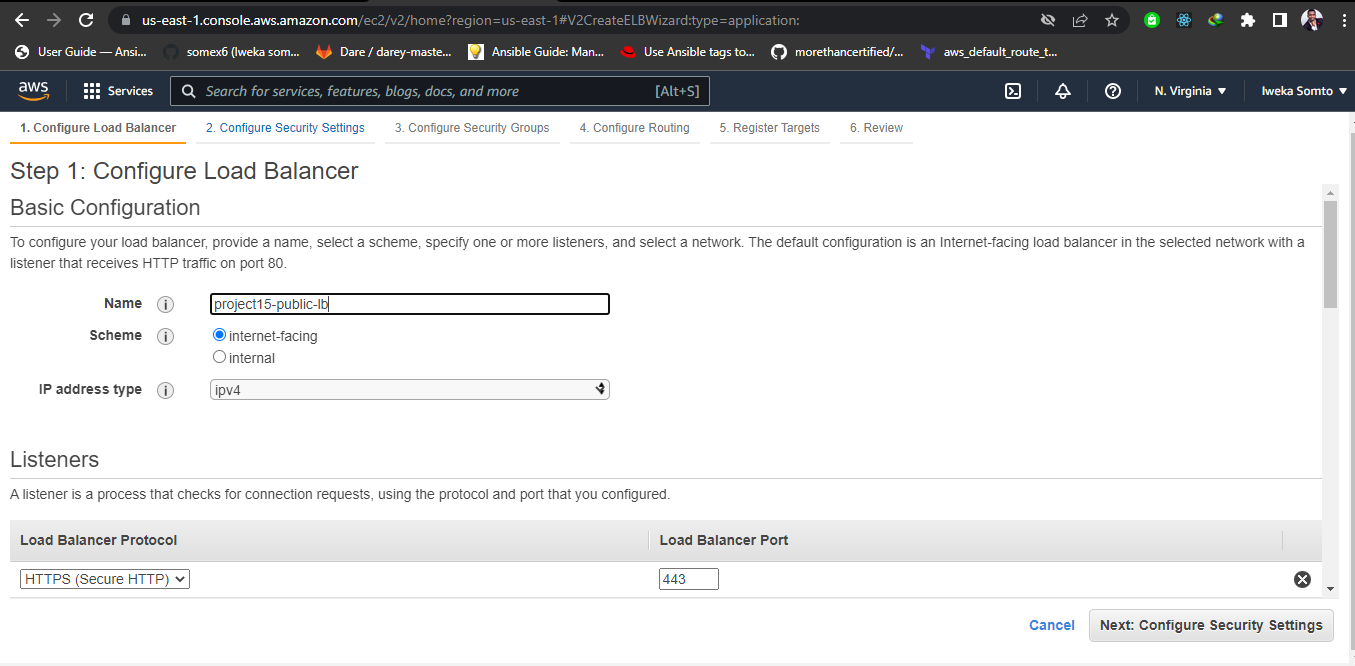 us-east-1.console.aws.amazon.com/ec2/v2/home?region=us-east-1#V2CreateELBWizard:type=application:
User Guide — Ansi... somex6 (Iweka som... Dare / darey-maste... Ansible Guide: Man... Use Ansible tags to... morethancertified/... aws_default_route_t...
aws Services Search for services, features, blogs, docs, and more [Alt+S] N. Virginia Iweka Somto
1. Configure Load Balancer 2. Configure Security Settings 3. Configure Security Groups 4. Configure Routing 5. Register Targets 6. Review
Step 1: Configure Load Balancer
Basic Configuration
To configure your load balancer, provide a name, select a scheme, specify one or more listeners, and select a network. The default configuration is an Internet-facing load balancer in the selected network with a
listener that receives HTTP traffic on port 80.
Name i project15-public-lb
Scheme i internet-facing
internal
IP address type i ipv4
Listeners
A listener is a process that checks for connection requests, using the protocol and port that you configured.
Load Balancer Protocol Load Balancer Port
HTTPS (Secure HTTP) 443
Cancel Next: Configure Security Settings